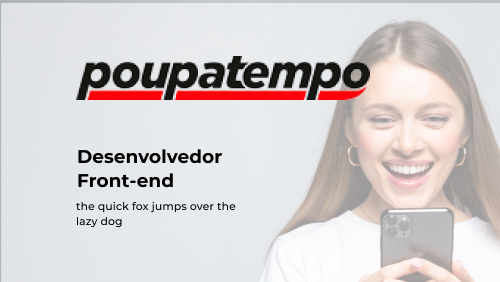 poupatempo
Desenvolvedor
Front-end
the quick fox jumps over the
lazy dog